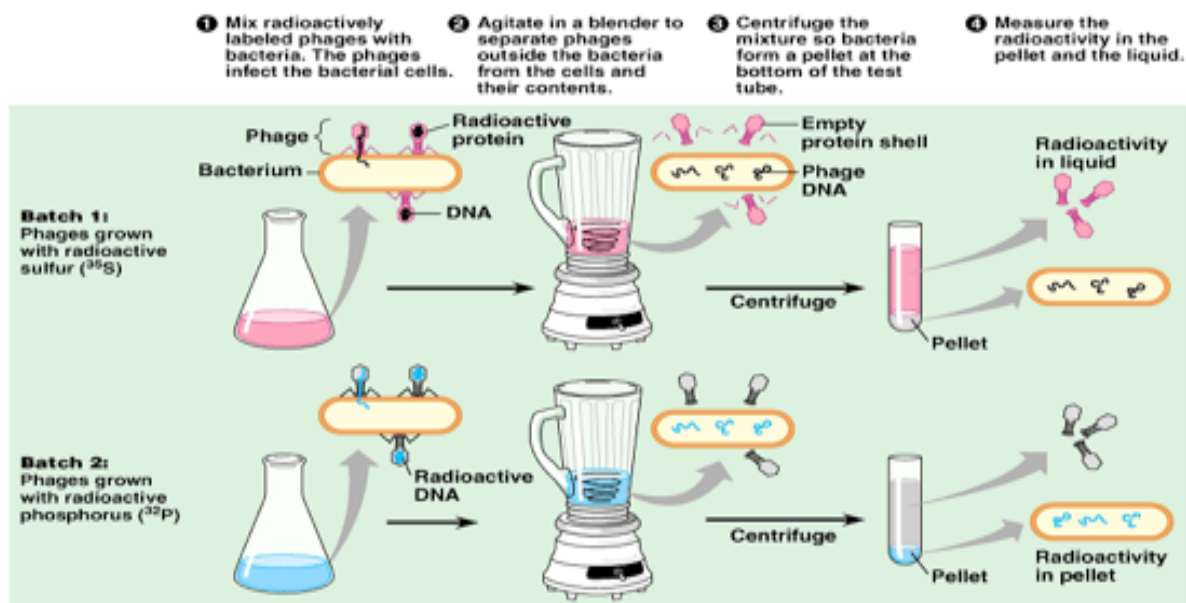 1 Mix radioactively
labeled phages with
bacteria. The phages
infect the bacterial cells.
2 Agitate in a blender to
separate phages
outside the bacteria
from the cells and
their contents.
3 Centrifuge the
mixture so bacteria
form a pellet at the
bottom of the test
tube.
4 Measure the
radioactivity in the
pellet and the liquid.
Phage
Radioactive
protein
Bacterium
DNA
Empty
protein shell
Phage
DNA
Radioactivity
in liquid
Batch 1:
Phages grown
with radioactive
sulfur (³⁵S)
Centrifuge
Pellet
Batch 2:
Phages grown
with radioactive
phosphorus (³²P)
Radioactive
DNA
Centrifuge
Pellet
Radioactivity
in pellet